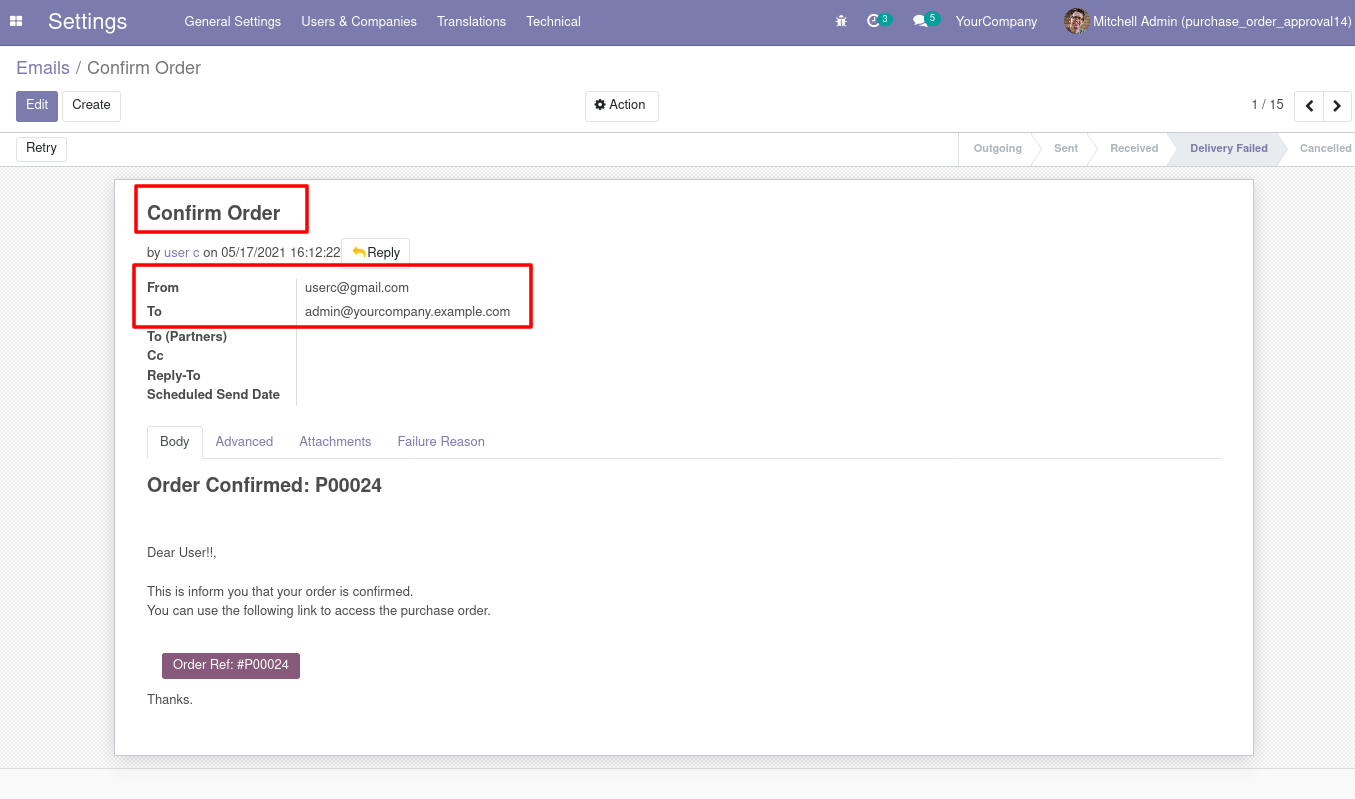 Settings General Settings Users & Companies Translations Technical 3 5 YourCompany Mitchell Admin (purchase_order_approval14)
Emails / Confirm Order
Edit Create Action 1 / 15
Retry Outgoing Sent Received Delivery Failed Cancelled
Confirm Order
by user c on 05/17/2021 16:12:22 Reply
From userc@gmail.com
To admin@yourcompany.example.com
To (Partners)
Cc
Reply-To
Scheduled Send Date
Body Advanced Attachments Failure Reason
Order Confirmed: P00024
Dear User!!,
This is inform you that your order is confirmed.
You can use the following link to access the purchase order.
Order Ref: #P00024
Thanks.